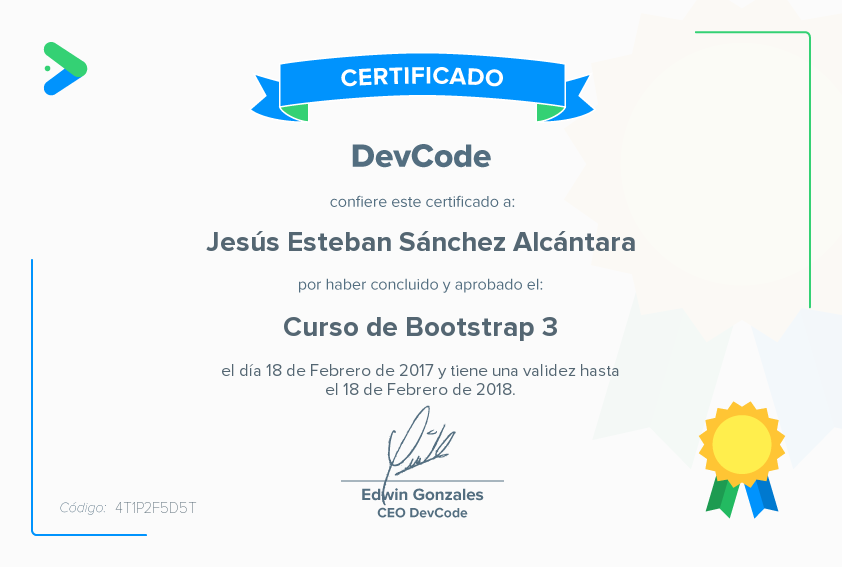 CERTIFICADO
DevCode
confiere este certificado a:
Jesús Esteban Sánchez Alcántara
por haber concluido y aprobado el:
Curso de Bootstrap 3
el día 18 de Febrero de 2017 y tiene una validez hasta
el 18 de Febrero de 2018.
Edwin Gonzales
CEO DevCode
Código: 4T1P2F5D5T